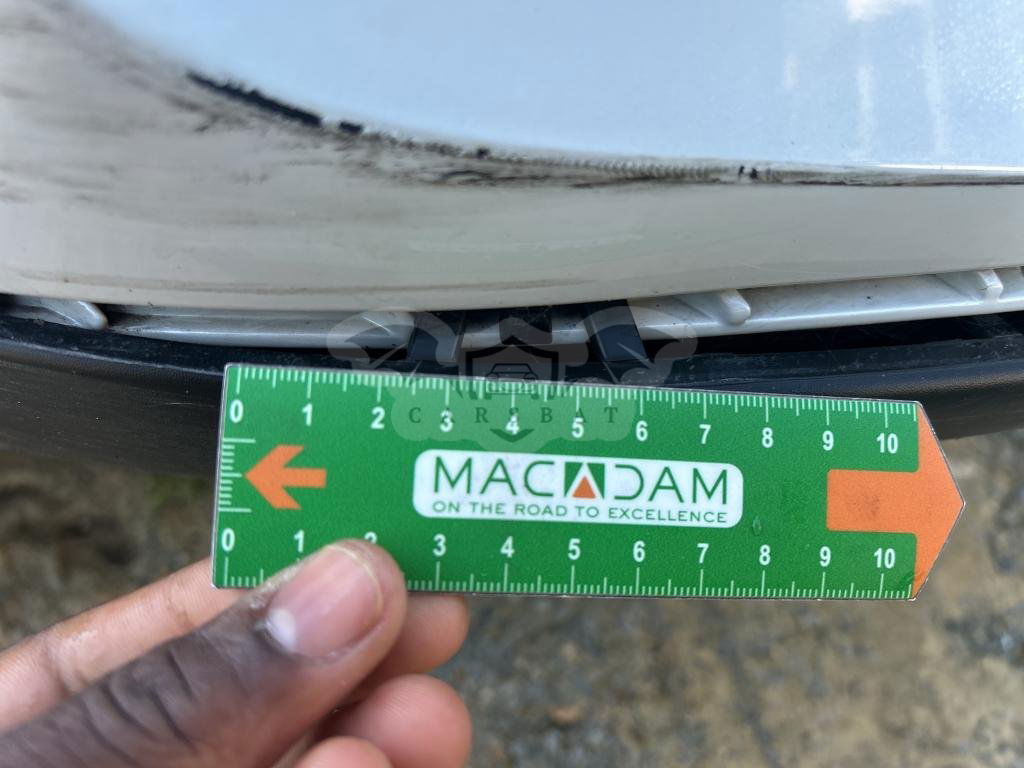 0 1 2 3 4 5 6 7 8 9 10
CARSBAT
MACADAM
ON THE ROAD TO EXCELLENCE
0 1 2 3 4 5 6 7 8 9 10